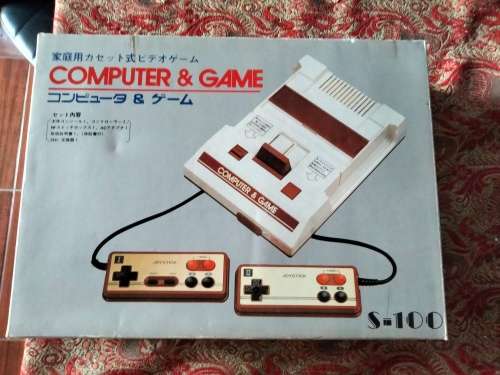 家庭用カセット式ビデオゲーム
COMPUTER & GAME
コンピュータ & ゲーム
セット内容
COMPUTER & GAME
I
JOYSTICK
II
JOYSTICK
S-100